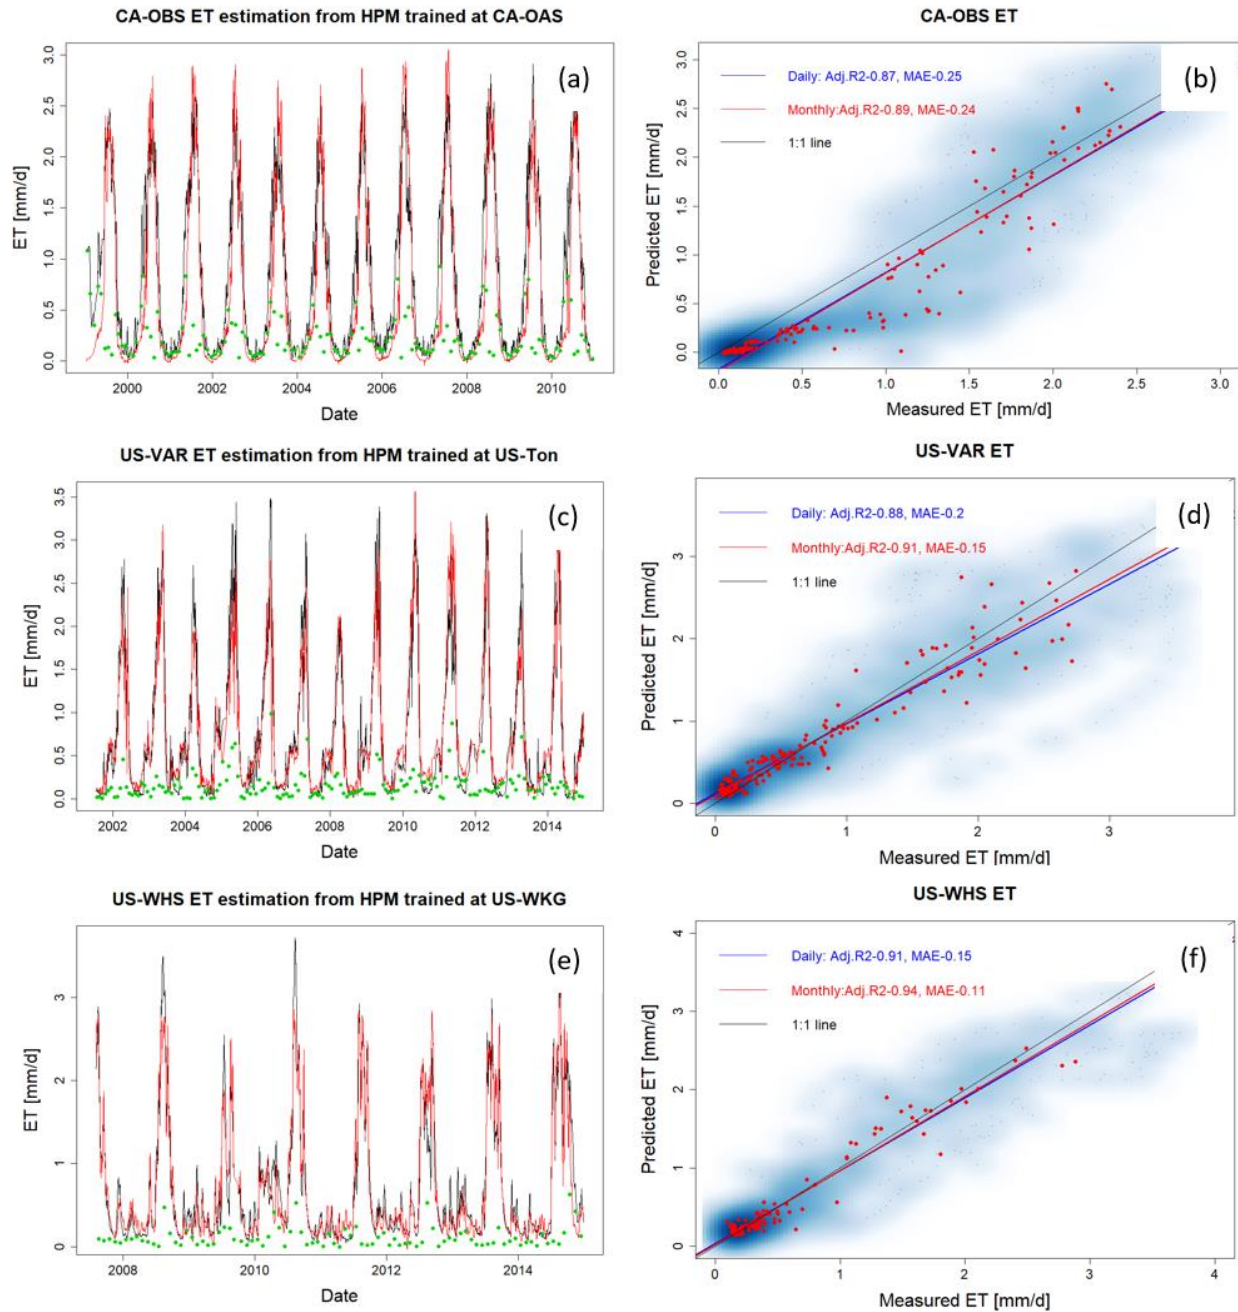 CA-OBS ET estimation from HPM trained at CA-OAS
(a)
ET [mm/d]
3.0
2.5
2.0
1.5
1.0
0.5
0.0
2000 2002 2004 2006 2008 2010
Date
CA-OBS ET
(b)
Daily: Adj.R2-0.87, MAE-0.25
Monthly:Adj.R2-0.89, MAE-0.24
1:1 line
Predicted ET [mm/d]
3.0
2.5
2.0
1.5
1.0
0.5
0.0
0.0 0.5 1.0 1.5 2.0 2.5 3.0
Measured ET [mm/d]
US-VAR ET estimation from HPM trained at US-Ton
(c)
ET [mm/d]
3.5
3.0
2.5
2.0
1.5
1.0
0.5
0.0
2002 2004 2006 2008 2010 2012 2014
Date
US-VAR ET
(d)
Daily: Adj.R2-0.88, MAE-0.2
Monthly:Adj.R2-0.91, MAE-0.15
1:1 line
Predicted ET [mm/d]
3
2
1
0
0 1 2 3
Measured ET [mm/d]
US-WHS ET estimation from HPM trained at US-WKG
(e)
ET [mm/d]
3
2
1
0
2008 2010 2012 2014
Date
US-WHS ET
(f)
Daily: Adj.R2-0.91, MAE-0.15
Monthly:Adj.R2-0.94, MAE-0.11
1:1 line
Predicted ET [mm/d]
4
3
2
1
0
0 1 2 3 4
Measured ET [mm/d]